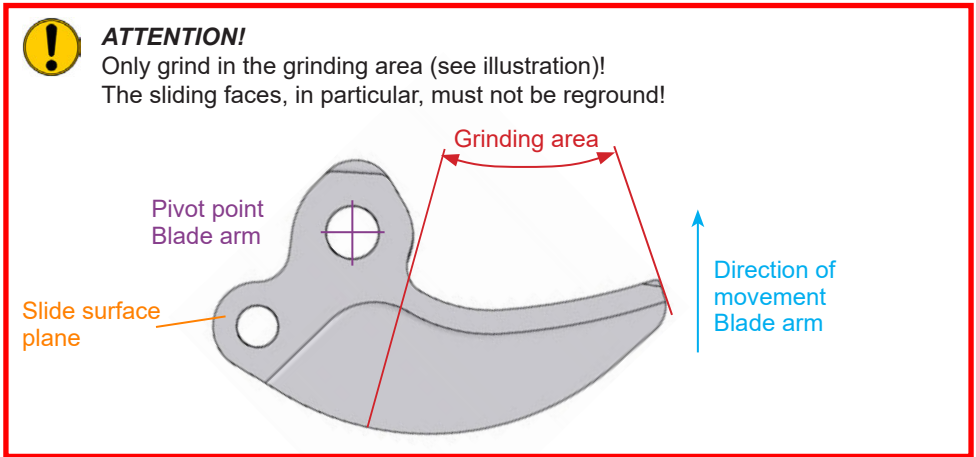 ATTENTION!
Only grind in the grinding area (see illustration)!
The sliding faces, in particular, must not be reground!
Grinding area
Pivot point
Blade arm
Direction of
movement
Blade arm
Slide surface
plane